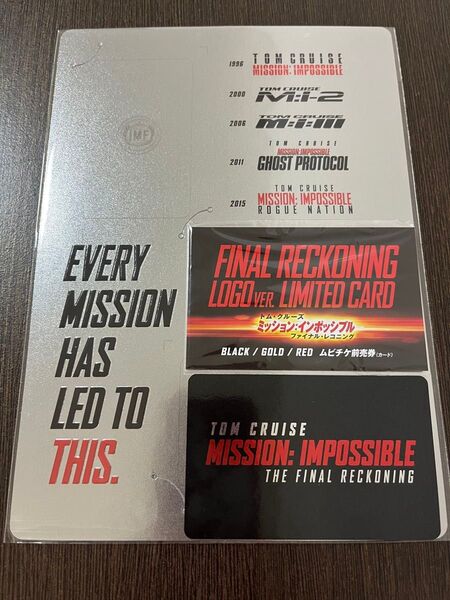 1996
TOM CRUISE
MISSION: IMPOSSIBLE
2000
TOM CRUISE
M:I-2
2006
TOM CRUISE
M:I:III
2011
TOM CRUISE
MISSION: IMPOSSIBLE
GHOST PROTOCOL
2015
TOM CRUISE
MISSION: IMPOSSIBLE
ROGUE NATION
IMF
EVERY
MISSION
HAS
LED TO
THIS.
FINAL RECKONING
LOGO VER. LIMITED CARD
トム・クルーズ
ミッション:インポッシブル
ファイナル・レコニング
BLACK / GOLD / RED ムビチケ前売券(カード)
TOM CRUISE
MISSION: IMPOSSIBLE
THE FINAL RECKONING